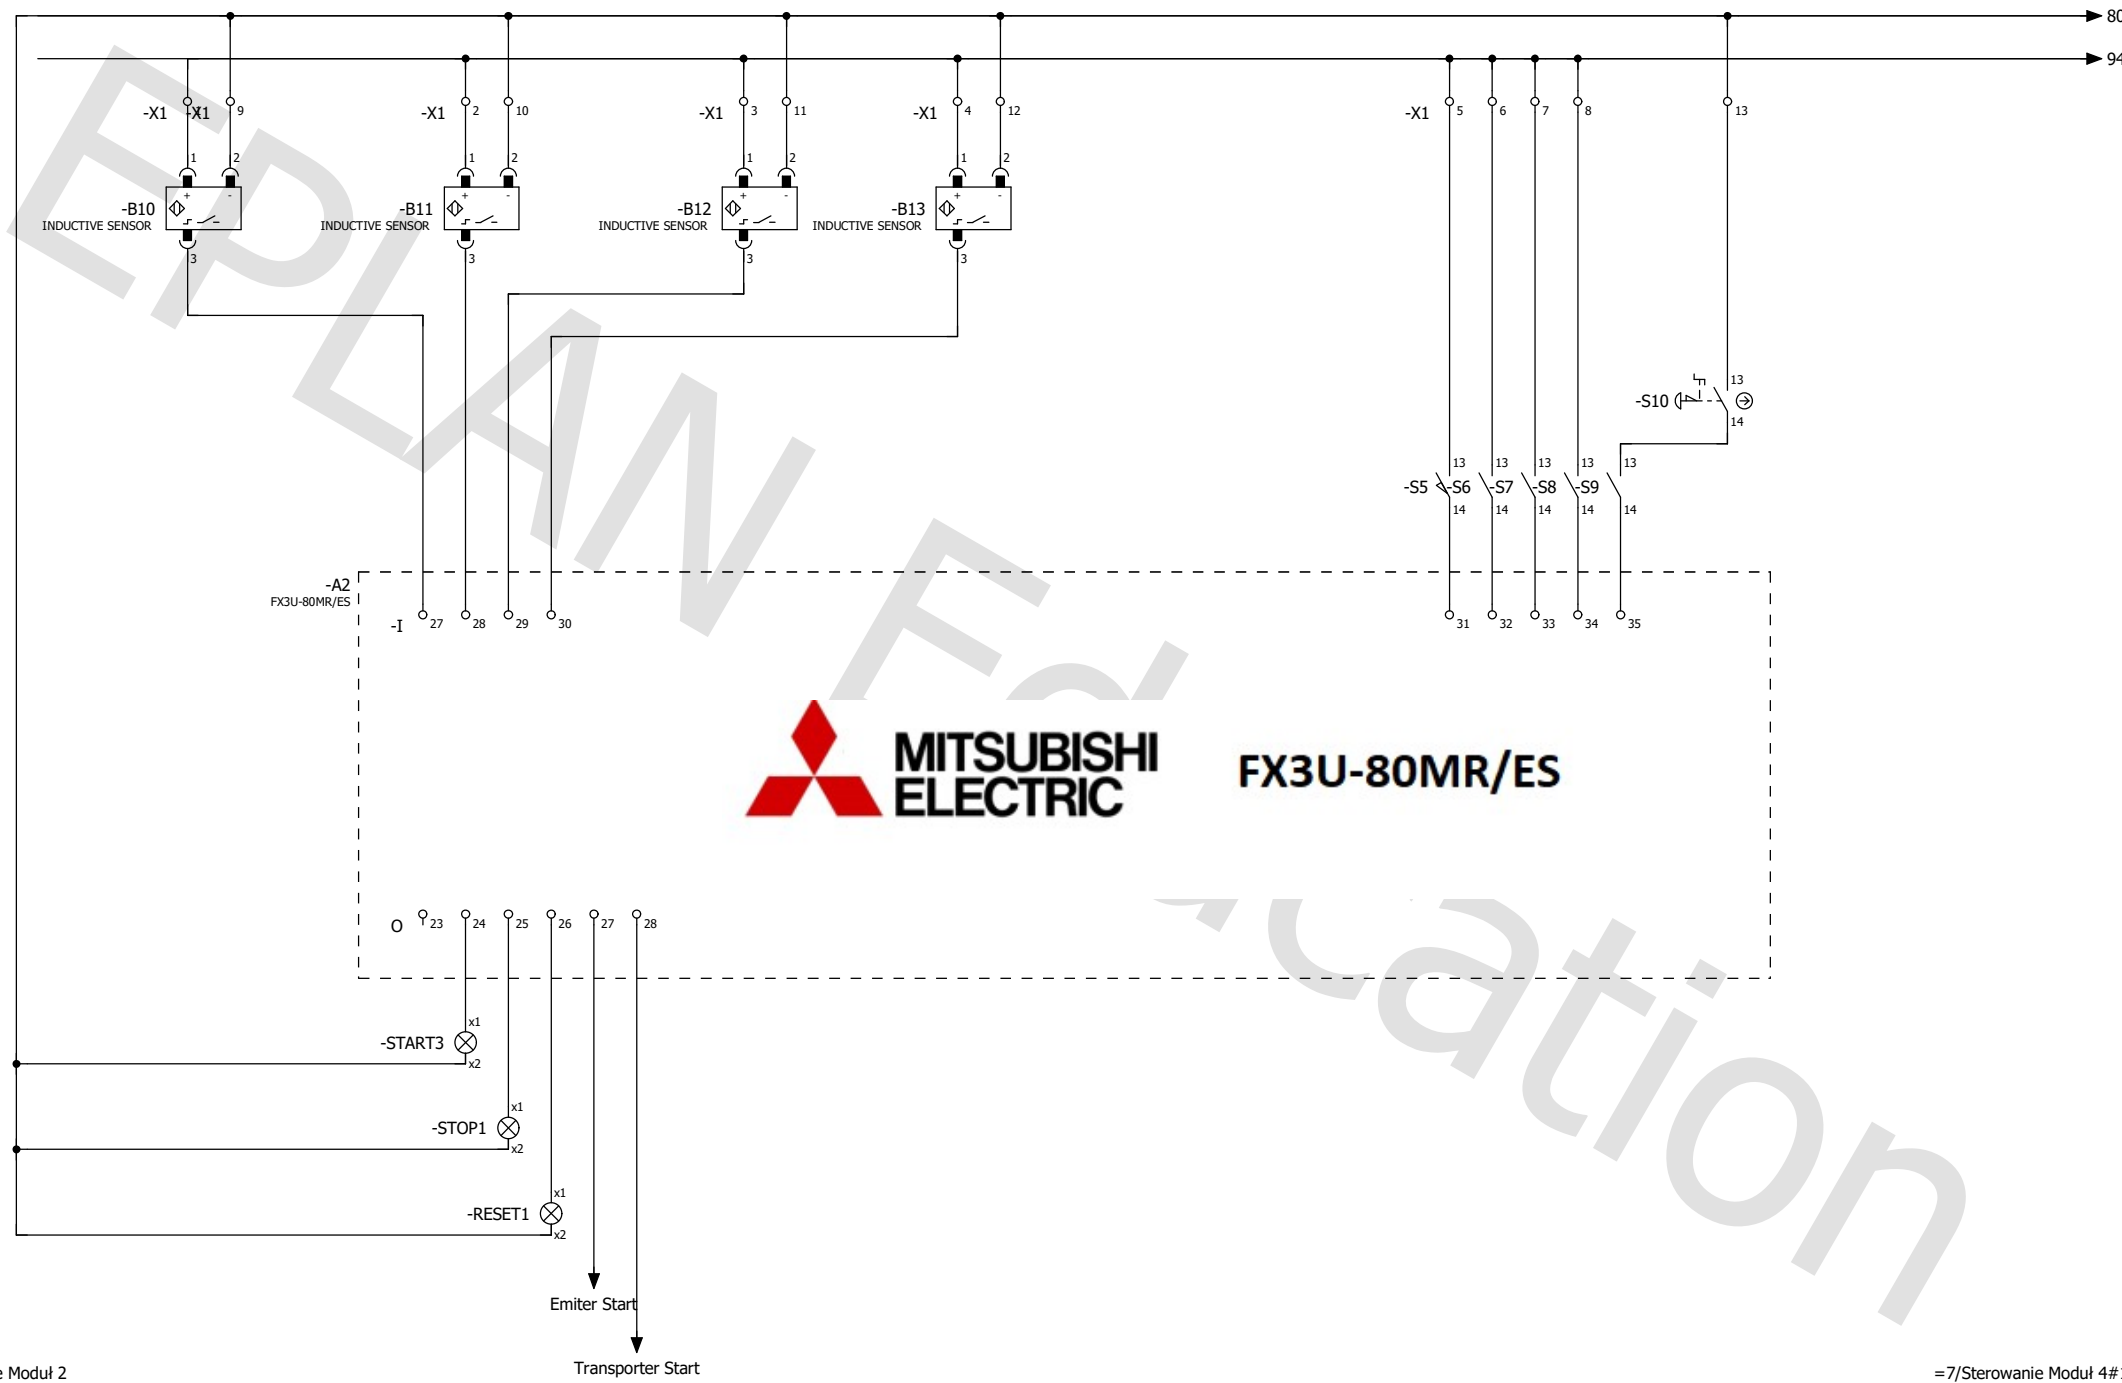 80
94
-X1
-X1
9
-X1
2
10
-X1
3
11
-X1
4
12
-X1
5
6
7
8
13
1
2
1
2
1
2
1
2
+
-
+
-
+
-
+
-
-B10
INDUCTIVE SENSOR
-B11
INDUCTIVE SENSOR
-B12
INDUCTIVE SENSOR
-B13
INDUCTIVE SENSOR
3
3
3
3
-S10
13
14
13
13
13
13
13
-S5
-S6
-S7
-S8
-S9
14
14
14
14
14
-A2
FX3U-80MR/ES
-I
27
28
29
30
31
32
33
34
35
MITSUBISHI
ELECTRIC
FX3U-80MR/ES
O
23
24
25
26
27
28
x1
-START3
x2
x1
-STOP1
x2
x1
-RESET1
x2
Emiter Start
Transporter Start
e Moduł 2
=7/Sterowanie Moduł 4#
EPLAN Education